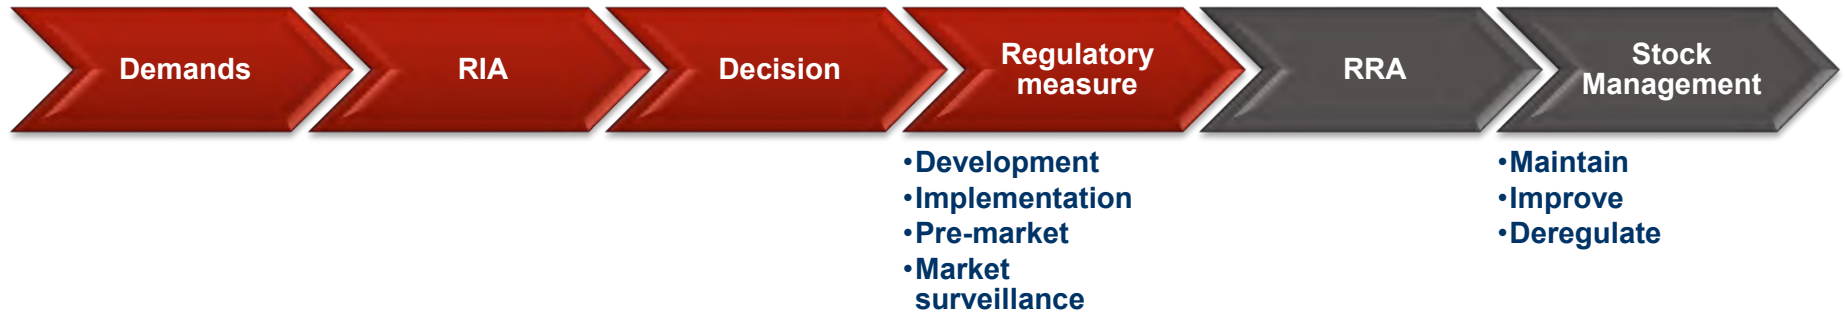 Demands
RIA
Decision
Regulatory
measure
RRA
Stock
Management
•Development
•Implementation
•Pre-market
•Market
surveillance
•Maintain
•Improve
•Deregulate